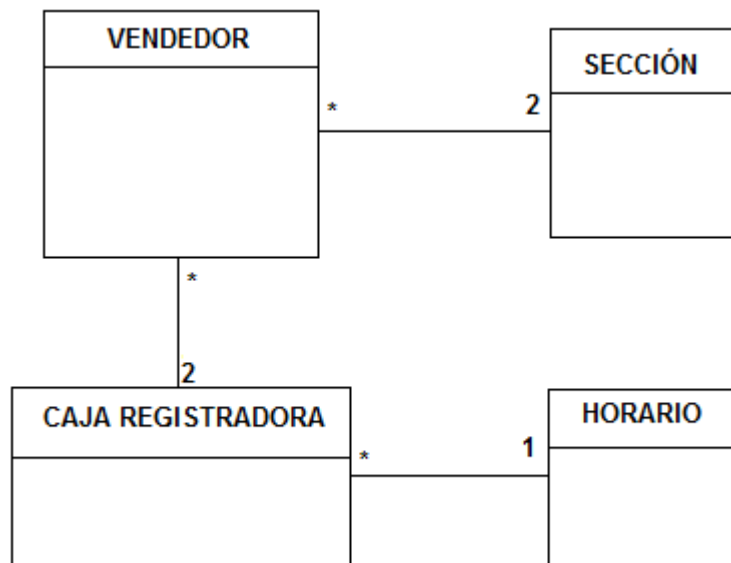 VENDEDOR
SECCIÓN
*
2
*
2
CAJA REGISTRADORA
HORARIO
*
1